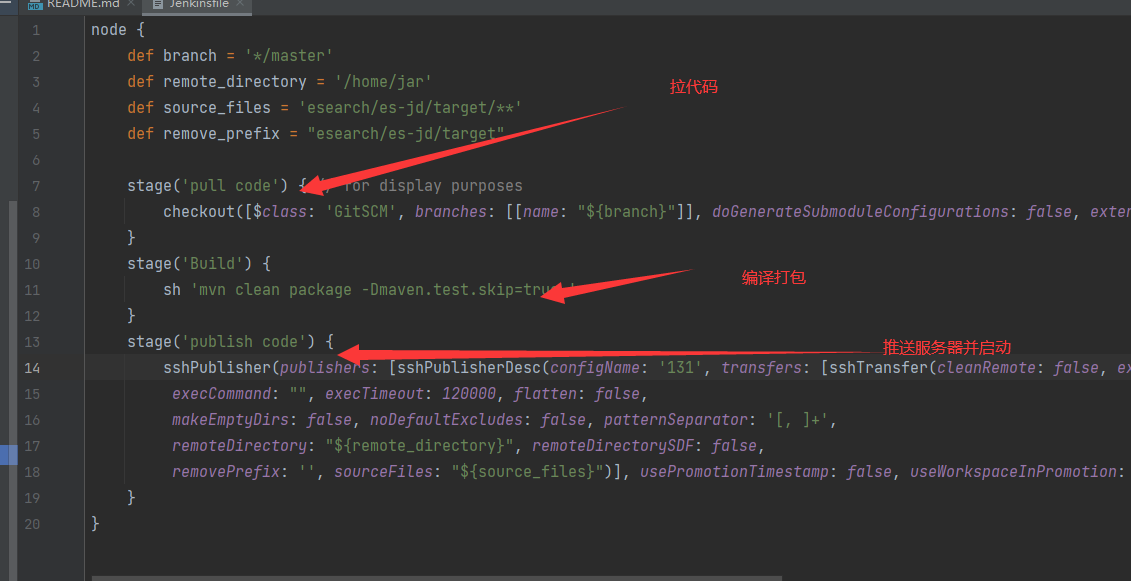 README.md
Jenkinsfile
1 node {
2 def branch = '*/master'
3 def remote_directory = '/home/jar'
拉代码
4 def source_files = 'esearch/es-jd/target/**'
5 def remove_prefix = "esearch/es-jd/target"
6
7 stage('pull code') { // for display purposes
8 checkout([$class: 'GitSCM', branches: [[name: "${branch}"]], doGenerateSubmoduleConfigurations: false, exten
9 }
10 stage('Build') {
编译打包
11 sh 'mvn clean package -Dmaven.test.skip=true '
12 }
13 stage('publish code') {
推送服务器并启动
14 sshPublisher(publishers: [sshPublisherDesc(configName: '131', transfers: [sshTransfer(cleanRemote: false, ex
15 execCommand: "", execTimeout: 120000, flatten: false,
16 makeEmptyDirs: false, noDefaultExcludes: false, patternSeparator: '[, ]+',
17 remoteDirectory: "${remote_directory}", remoteDirectorySDF: false,
18 removePrefix: '', sourceFiles: "${source_files}")], usePromotionTimestamp: false, useWorkspaceInPromotion:
19 }
20 }